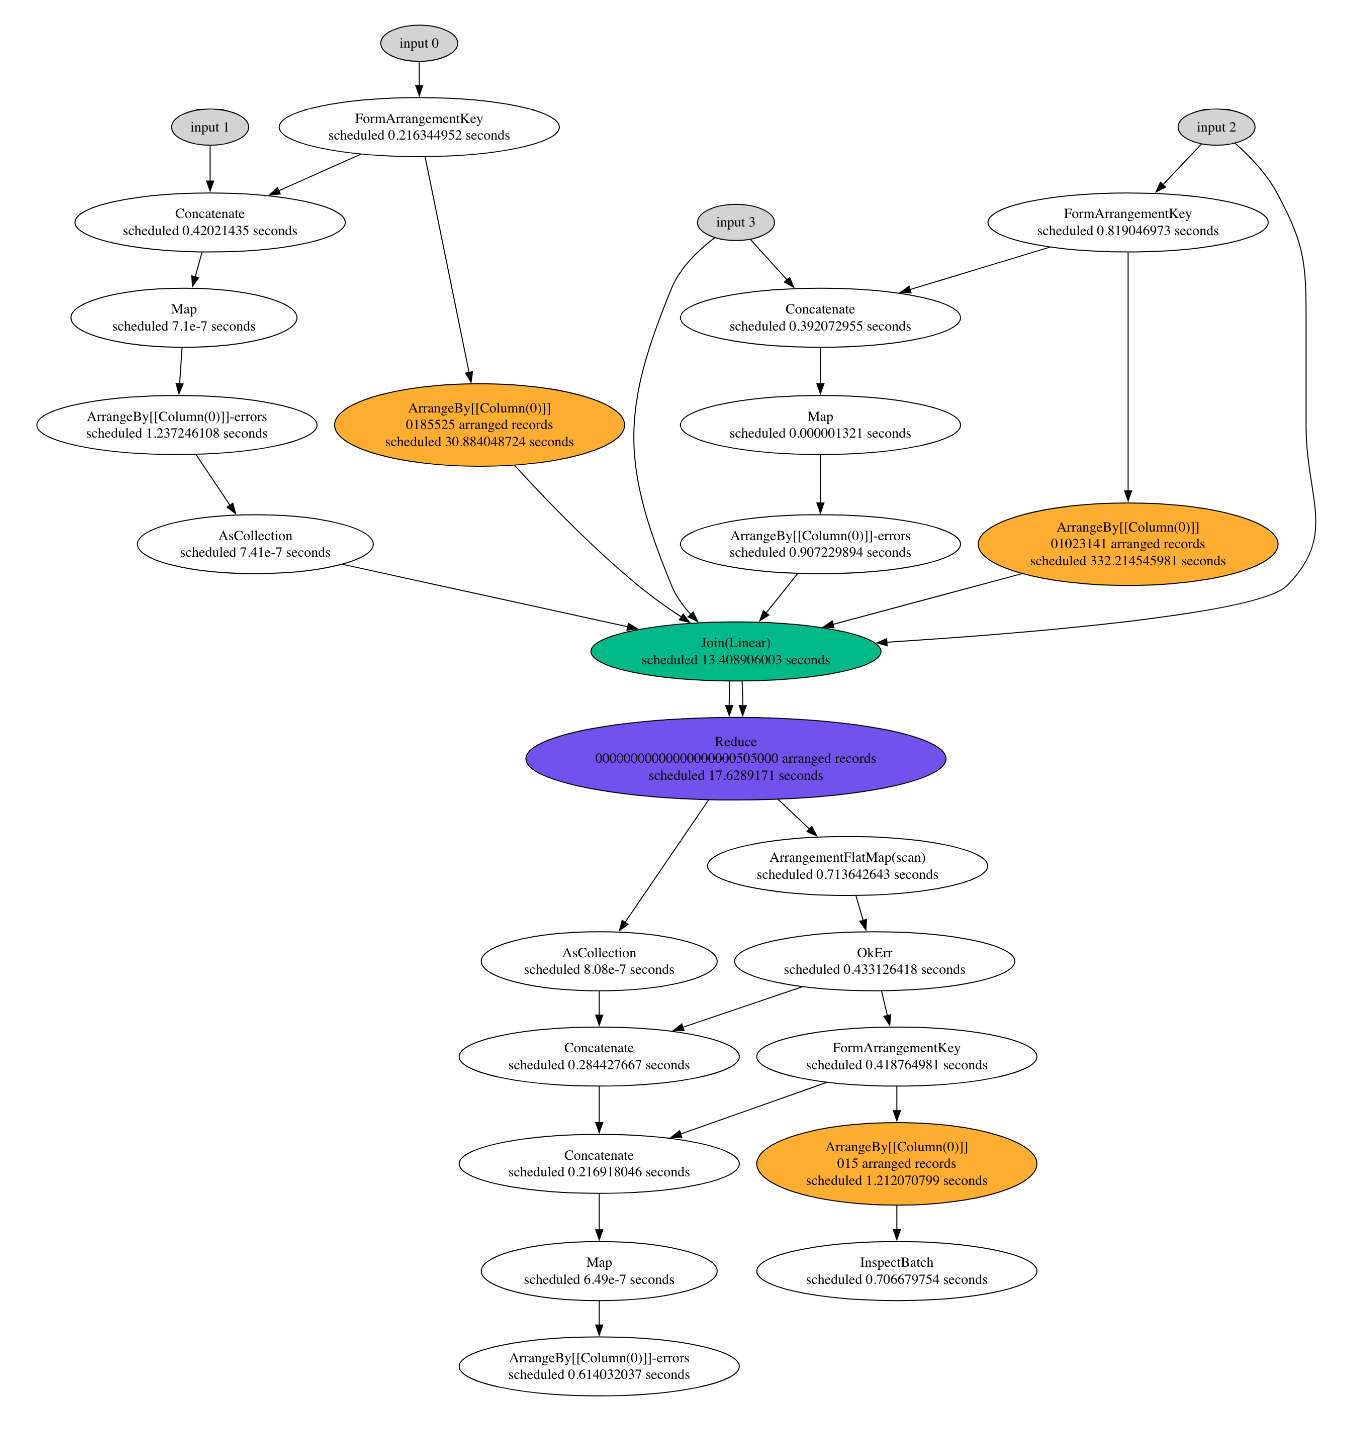 input 0
input 1
FormArrangementKey
scheduled 0.216344952 seconds
input 2
Concatenate
scheduled 0.42021435 seconds
input 3
FormArrangementKey
scheduled 0.819046973 seconds
Map
scheduled 7.1e-7 seconds
Concatenate
scheduled 0.392072955 seconds
ArrangeBy[[Column(0)]]-errors
scheduled 1.237246108 seconds
ArrangeBy[[Column(0)]]
0185525 arranged records
scheduled 30.884048724 seconds
Map
scheduled 0.000001321 seconds
AsCollection
scheduled 7.41e-7 seconds
ArrangeBy[[Column(0)]]-errors
scheduled 0.907229894 seconds
ArrangeBy[[Column(0)]]
01023141 arranged records
scheduled 332.214545981 seconds
Join(Linear)
scheduled 13.408906003 seconds
Reduce
00000000000000000000505000 arranged records
scheduled 17.6289171 seconds
ArrangementFlatMap(scan)
scheduled 0.713642643 seconds
AsCollection
scheduled 8.08e-7 seconds
OkErr
scheduled 0.433126418 seconds
Concatenate
scheduled 0.284427667 seconds
FormArrangementKey
scheduled 0.418764981 seconds
Concatenate
scheduled 0.216918046 seconds
ArrangeBy[[Column(0)]]
015 arranged records
scheduled 1.212070799 seconds
Map
scheduled 6.49e-7 seconds
InspectBatch
scheduled 0.706679754 seconds
ArrangeBy[[Column(0)]]-errors
scheduled 0.614032037 seconds